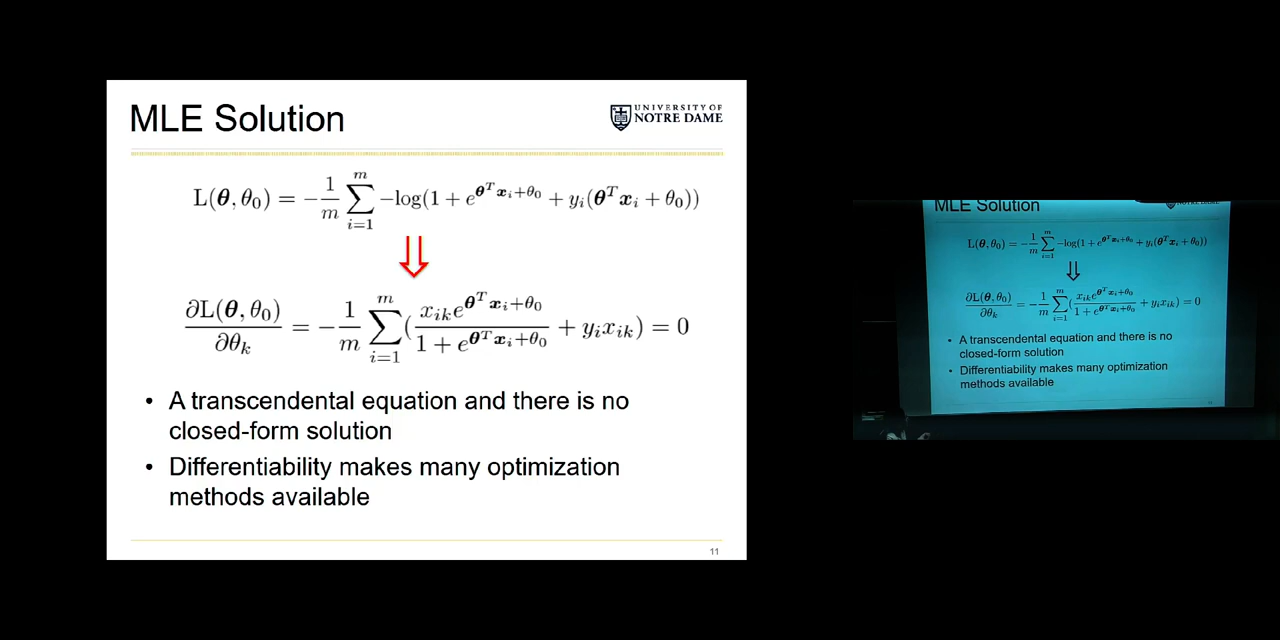 MLE Solution
UNIVERSITY OF
NOTRE DAME
L(θ, θ₀) = −1/m ∑ᵢ₌₁ᵐ −log(1 + e^{θᵀxᵢ+θ₀} + yᵢ(θᵀxᵢ + θ₀))
∂L(θ, θ₀)/∂θₖ = −1/m ∑ᵢ₌₁ᵐ (xᵢₖe^{θᵀxᵢ+θ₀}/(1 + e^{θᵀxᵢ+θ₀}) + yᵢxᵢₖ) = 0
• A transcendental equation and there is no
closed-form solution
• Differentiability makes many optimization
methods available
11
MLE Solution
L(θ, θ₀) = −1/m ∑ᵢ₌₁ᵐ −log(1 + e^{θᵀxᵢ+θ₀} + yᵢ(θᵀxᵢ + θ₀))
∂L(θ, θ₀)/∂θₖ = −1/m ∑ᵢ₌₁ᵐ (xᵢₖe^{θᵀxᵢ+θ₀}/(1 + e^{θᵀxᵢ+θ₀}) + yᵢxᵢₖ) = 0
• A transcendental equation and there is no
closed-form solution
• Differentiability makes many optimization
methods available